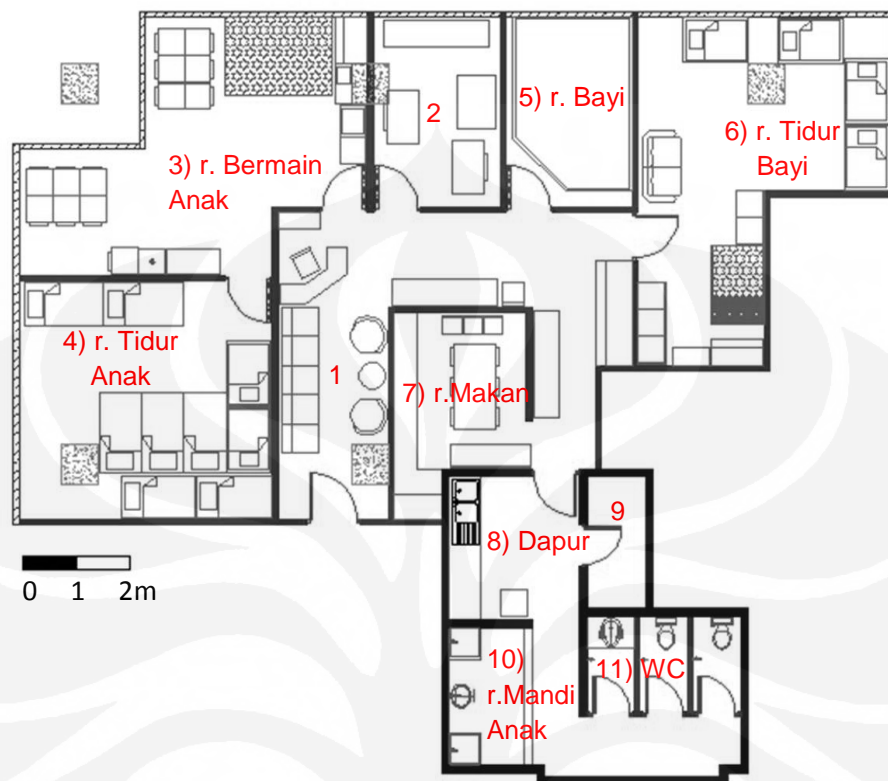 2
5) r. Bayi
6) r. Tidur
Bayi
3) r. Bermain
Anak
4) r. Tidur
Anak
1
7) r.Makan
9
8) Dapur
0 1 2m
10)
r.Mandi
Anak
11) WC